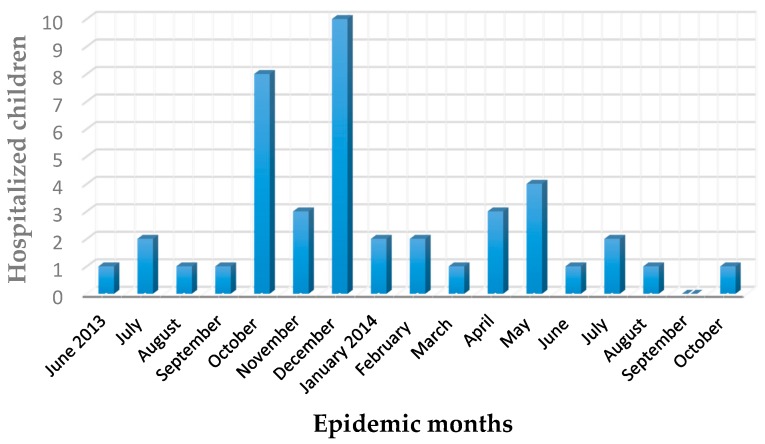 Hospitalized children
10
9
8
7
6
5
4
3
2
1
0
June 2013
July
August
September
October
November
December
January 2014
February
March
April
May
June
July
August
September
October
Epidemic months